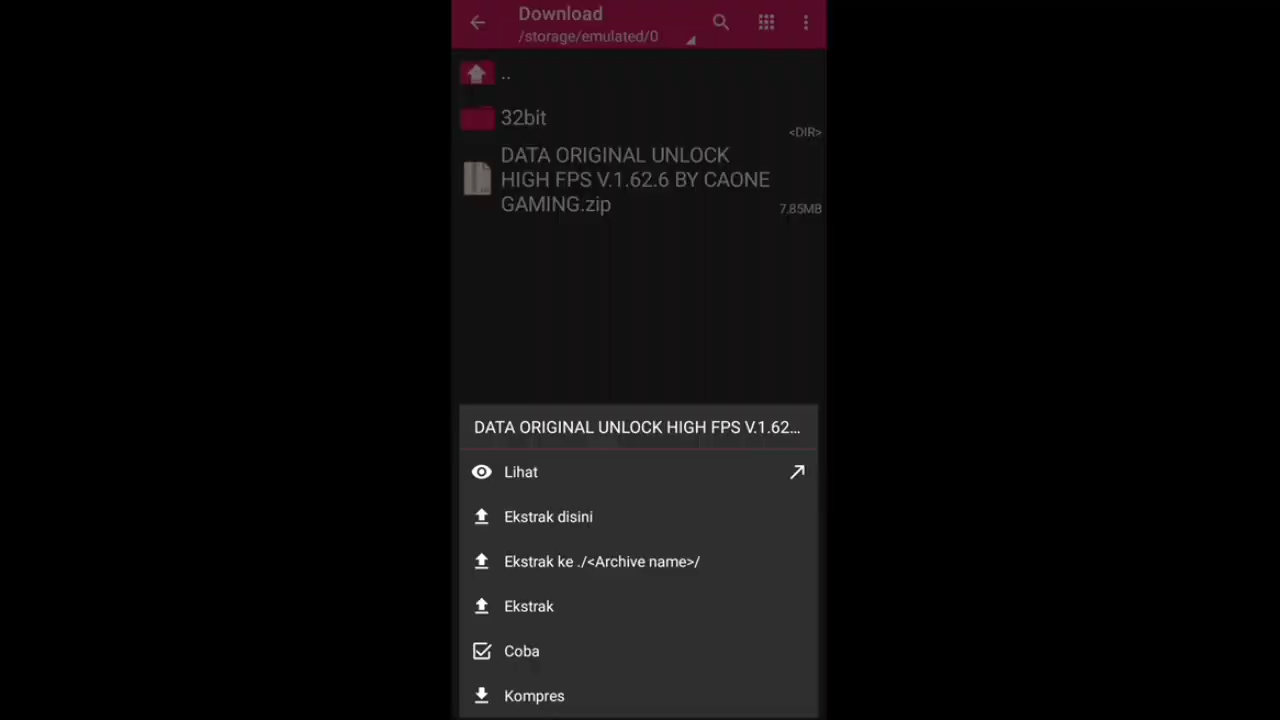 Download
/storage/emulated/0
..
32bit
<DIR>
DATA ORIGINAL UNLOCK
HIGH FPS V.1.62.6 BY CAONE
GAMING.zip
7,85MB
DATA ORIGINAL UNLOCK HIGH FPS V.1.62...
Lihat
Ekstrak disini
Ekstrak ke ./<Archive name>/
Ekstrak
Coba
Kompres